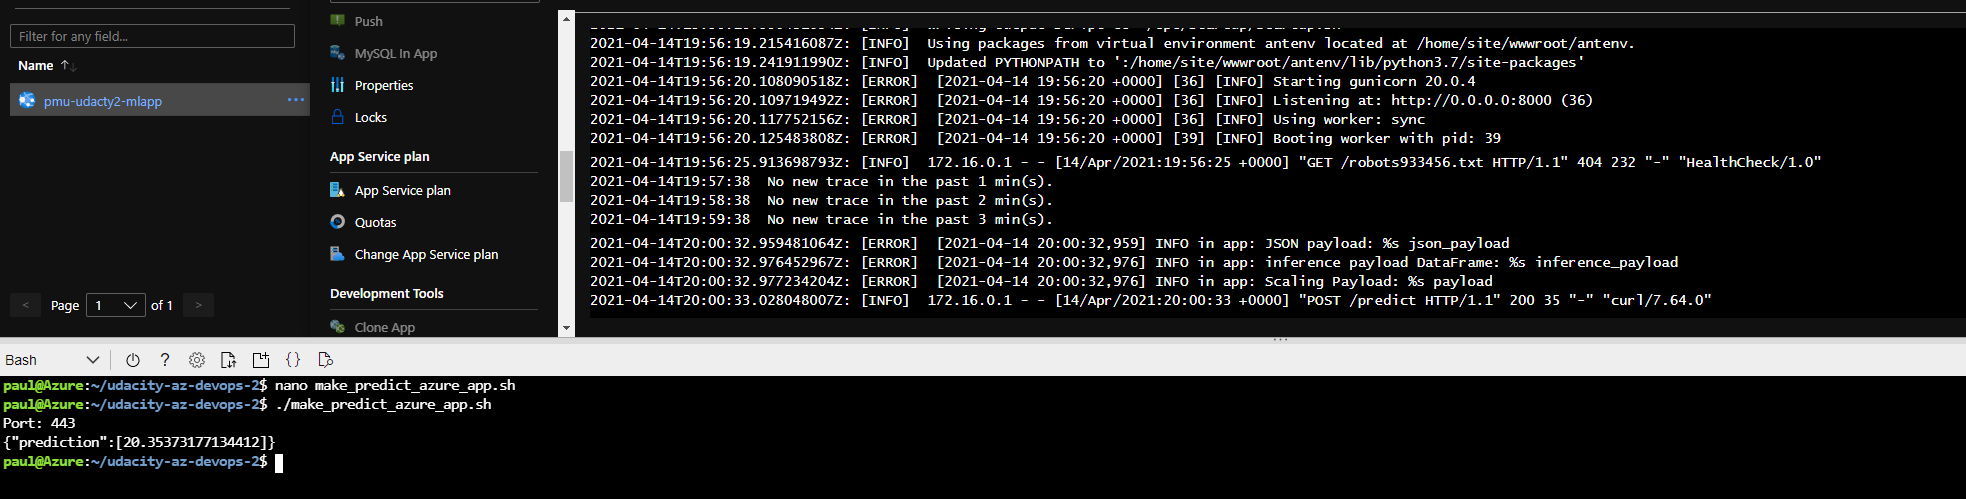 Filter for any field...
Name ↑↓
pmu-udacty2-mlapp ...
< Page 1 of 1 >
Push
MySQL In App
Properties
Locks
App Service plan
App Service plan
Quotas
Change App Service plan
Development Tools
Clone App
2021-04-14T19:56:19.215416087Z: [INFO]  Using packages from virtual environment antenv located at /home/site/wwwroot/antenv.
2021-04-14T19:56:19.241911990Z: [INFO]  Updated PYTHONPATH to ':/home/site/wwwroot/antenv/lib/python3.7/site-packages'
2021-04-14T19:56:20.108090518Z: [ERROR]  [2021-04-14 19:56:20 +0000] [36] [INFO] Starting gunicorn 20.0.4
2021-04-14T19:56:20.109719492Z: [ERROR]  [2021-04-14 19:56:20 +0000] [36] [INFO] Listening at: http://0.0.0.0:8000 (36)
2021-04-14T19:56:20.117752156Z: [ERROR]  [2021-04-14 19:56:20 +0000] [36] [INFO] Using worker: sync
2021-04-14T19:56:20.125483808Z: [ERROR]  [2021-04-14 19:56:20 +0000] [39] [INFO] Booting worker with pid: 39
2021-04-14T19:56:25.913698793Z: [INFO]  172.16.0.1 - - [14/Apr/2021:19:56:25 +0000] "GET /robots933456.txt HTTP/1.1" 404 232 "-" "HealthCheck/1.0"
2021-04-14T19:57:38  No new trace in the past 1 min(s).
2021-04-14T19:58:38  No new trace in the past 2 min(s).
2021-04-14T19:59:38  No new trace in the past 3 min(s).
2021-04-14T20:00:32.959481064Z: [ERROR]  [2021-04-14 20:00:32,959] INFO in app: JSON payload: %s json_payload
2021-04-14T20:00:32.976452967Z: [ERROR]  [2021-04-14 20:00:32,976] INFO in app: inference payload DataFrame: %s inference_payload
2021-04-14T20:00:32.977234204Z: [ERROR]  [2021-04-14 20:00:32,976] INFO in app: Scaling Payload: %s payload
2021-04-14T20:00:33.028048007Z: [INFO]  172.16.0.1 - - [14/Apr/2021:20:00:33 +0000] "POST /predict HTTP/1.1" 200 35 "-" "curl/7.64.0"
Bash
paul@Azure:~/udacity-az-devops-2$ nano make_predict_azure_app.sh
paul@Azure:~/udacity-az-devops-2$ ./make_predict_azure_app.sh
Port: 443
{"prediction":[20.35373177134412]}
paul@Azure:~/udacity-az-devops-2$